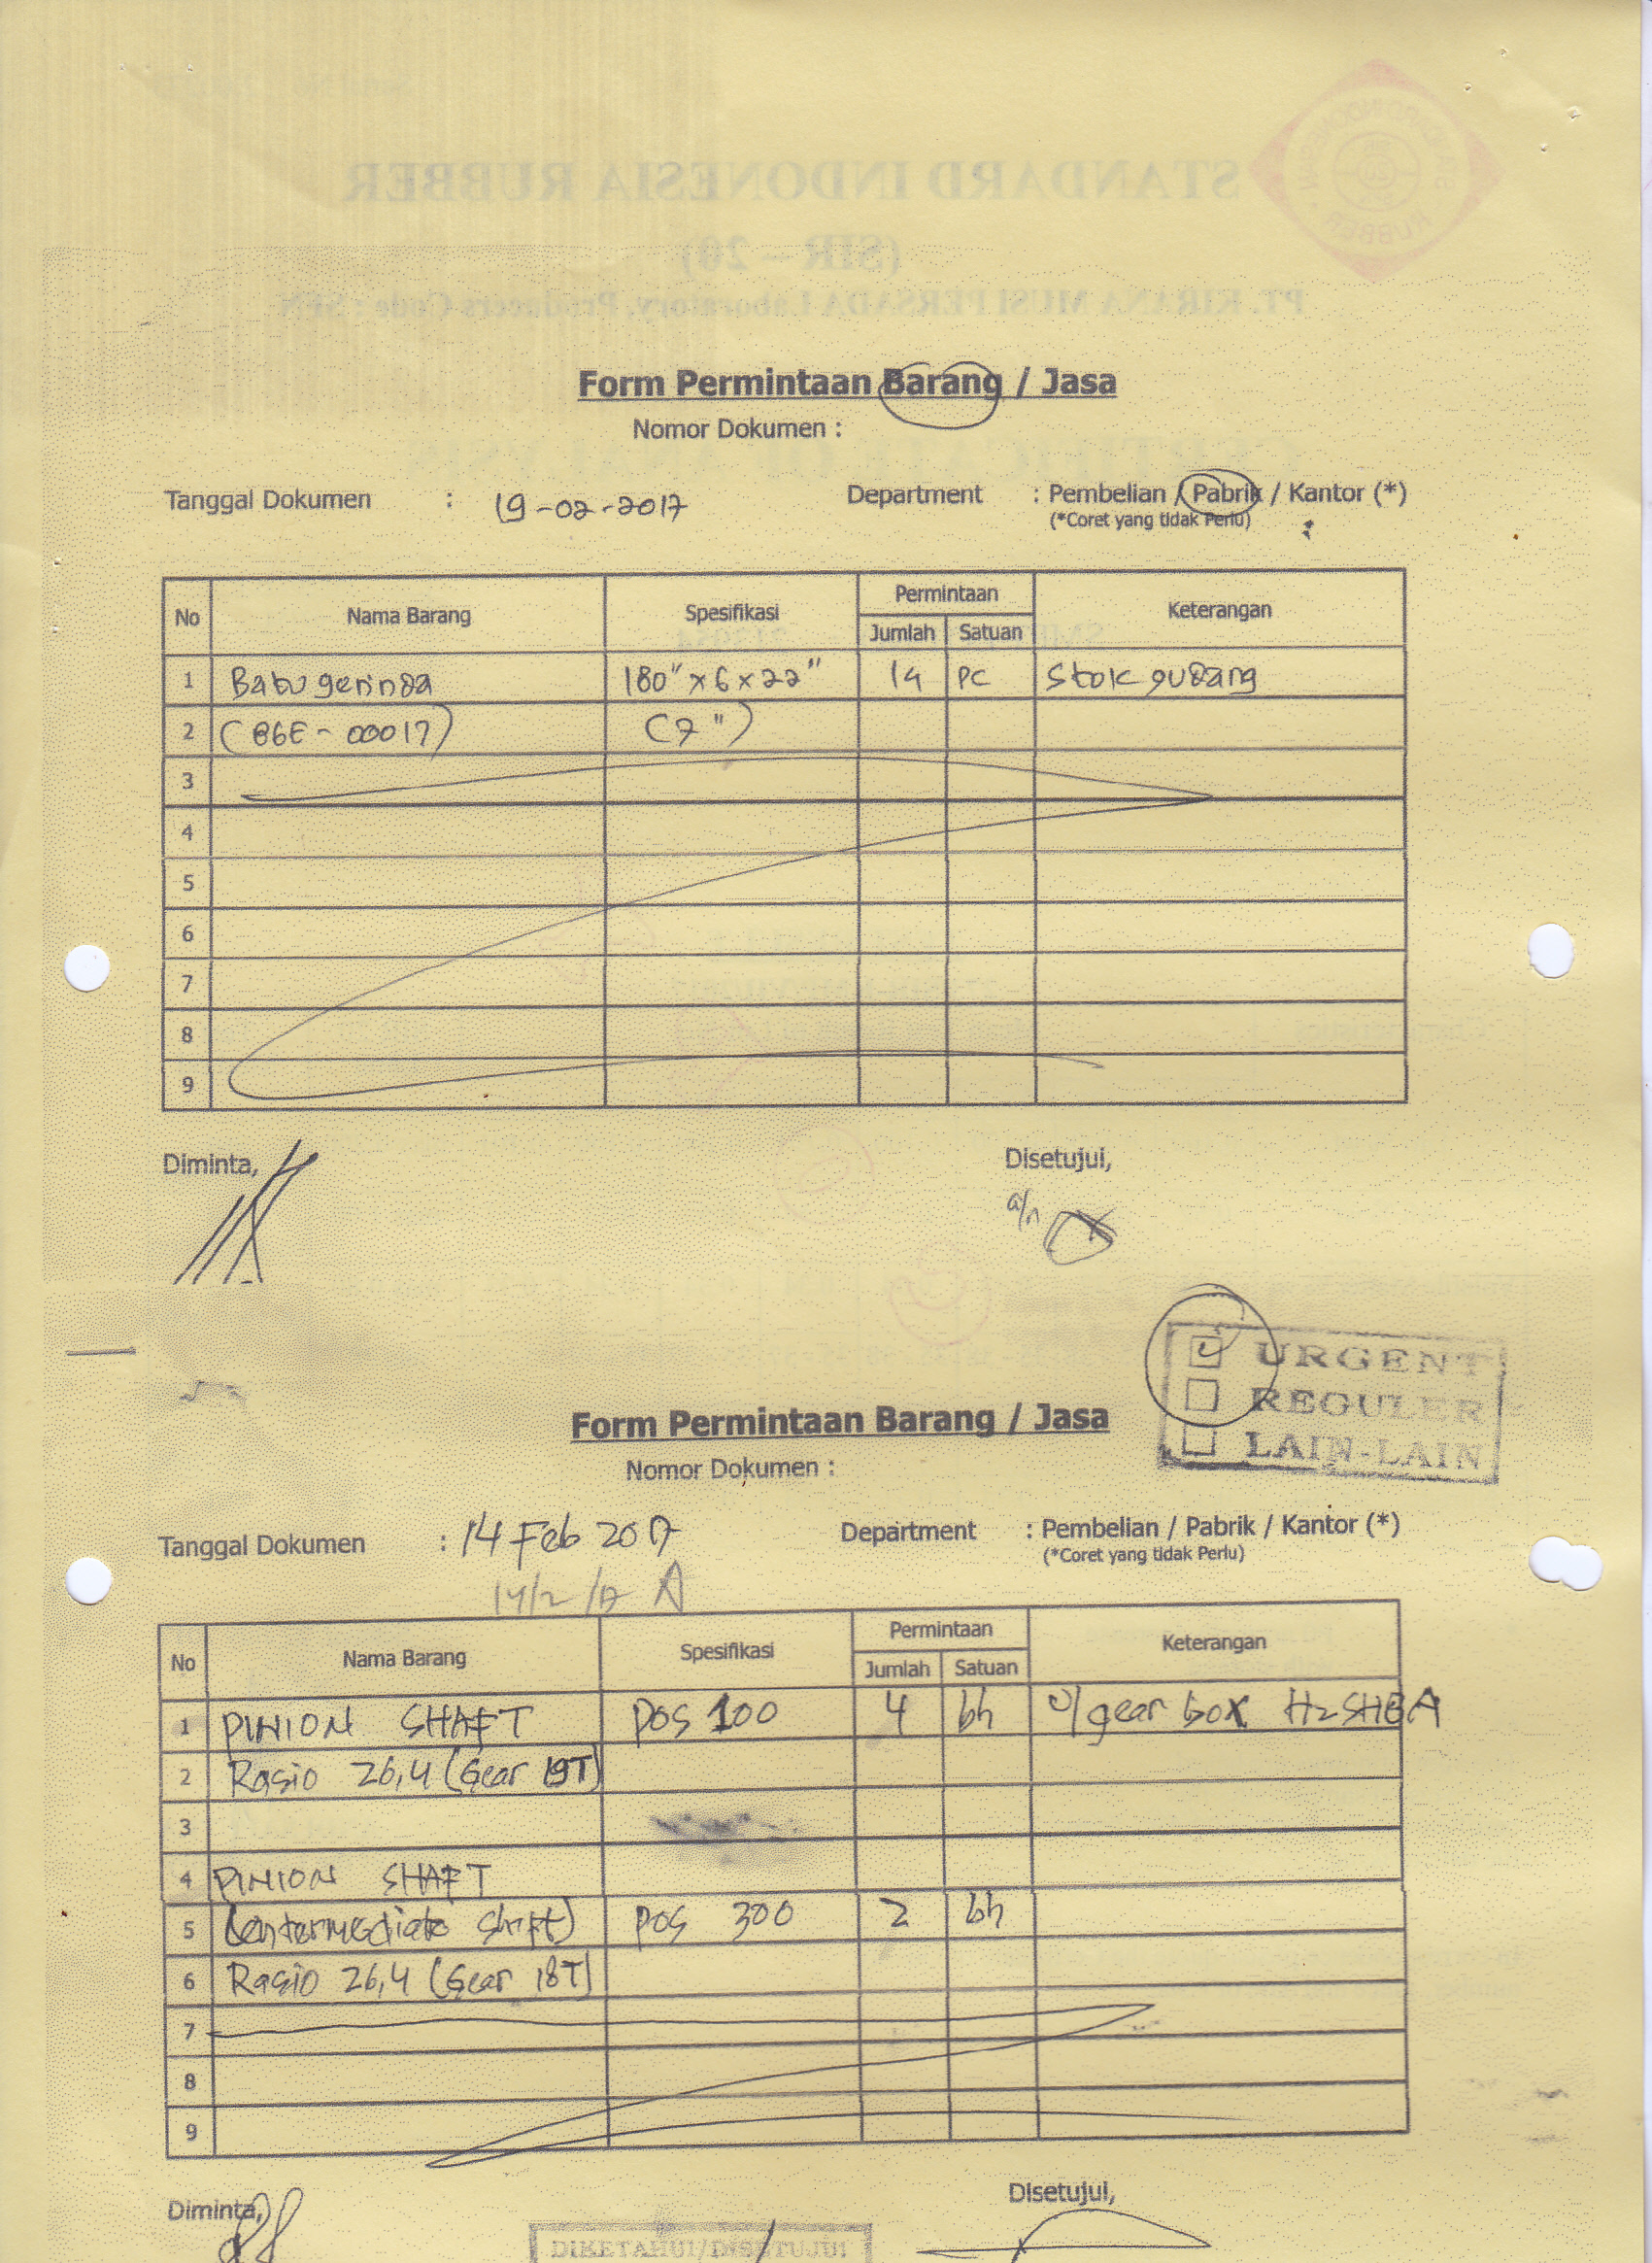 STANDARD INDONESIA RUBBER
(SIR – 20)
PT. KIRANA MUSI PERSADA Laboratory, Producers Code : SFN
Form Permintaan Barang / Jasa
Nomor Dokumen :
Tanggal Dokumen : 19-02-2017 Department : Pembelian / Pabrik / Kantor (*)
(*Coret yang tidak Perlu)
No Nama Barang Spesifikasi Permintaan Keterangan
Jumlah Satuan
1 Batu gerinda 180" x 6 x 22" 14 pc Stok gudang
2 (B6E - 00017) (7")
3
4
5
6
7
8
9
Diminta, Disetujui,
a/n
URGENT
REGULER
LAIN-LAIN
Form Permintaan Barang / Jasa
Nomor Dokumen :
Tanggal Dokumen : 14 Feb 2017 Department : Pembelian / Pabrik / Kantor (*)
(*Coret yang tidak Perlu)
14/2/17
No Nama Barang Spesifikasi Permintaan Keterangan
Jumlah Satuan
1 PINION SHAFT POS 100 4 bh U/ gear box H2SH8A
2 Rasio 26,4 (Gear 19T)
3
4 PINION SHAFT
5 (entermediate shaft) POS 300 2 bh
6 Rasio 26,4 (Gear 18T)
7
8
9
Diminta, Disetujui,
DIKETAHUI/DISETUJUI